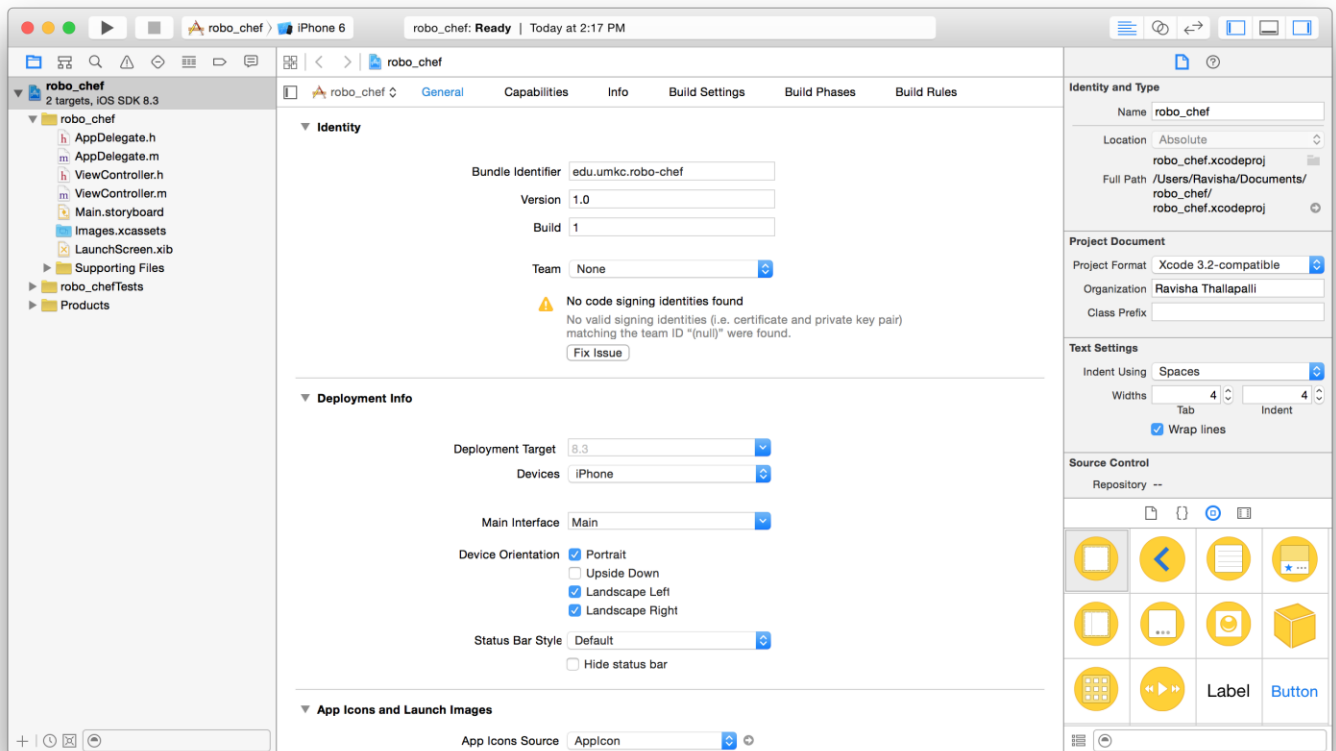 robo_chef iPhone 6
robo_chef: Ready | Today at 2:17 PM
robo_chef
2 targets, iOS SDK 8.3
robo_chef
h AppDelegate.h
m AppDelegate.m
h ViewController.h
m ViewController.m
Main.storyboard
Images.xcassets
LaunchScreen.xib
Supporting Files
robo_chefTests
Products
robo_chef
robo_chef General Capabilities Info Build Settings Build Phases Build Rules
Identity
Bundle Identifier edu.umkc.robo-chef
Version 1.0
Build 1
Team None
No code signing identities found
No valid signing identities (i.e. certificate and private key pair)
matching the team ID “(null)” were found.
Fix Issue
Deployment Info
Deployment Target 8.3
Devices iPhone
Main Interface Main
Device Orientation Portrait
Upside Down
Landscape Left
Landscape Right
Status Bar Style Default
Hide status bar
App Icons and Launch Images
App Icons Source AppIcon
Identity and Type
Name robo_chef
Location Absolute
robo_chef.xcodeproj
Full Path /Users/Ravisha/Documents/
robo_chef/
robo_chef.xcodeproj
Project Document
Project Format Xcode 3.2-compatible
Organization Ravisha Thallapalli
Class Prefix
Text Settings
Indent Using Spaces
Widths 4 4
Tab Indent
Wrap lines
Source Control
Repository --
{}
Label Button